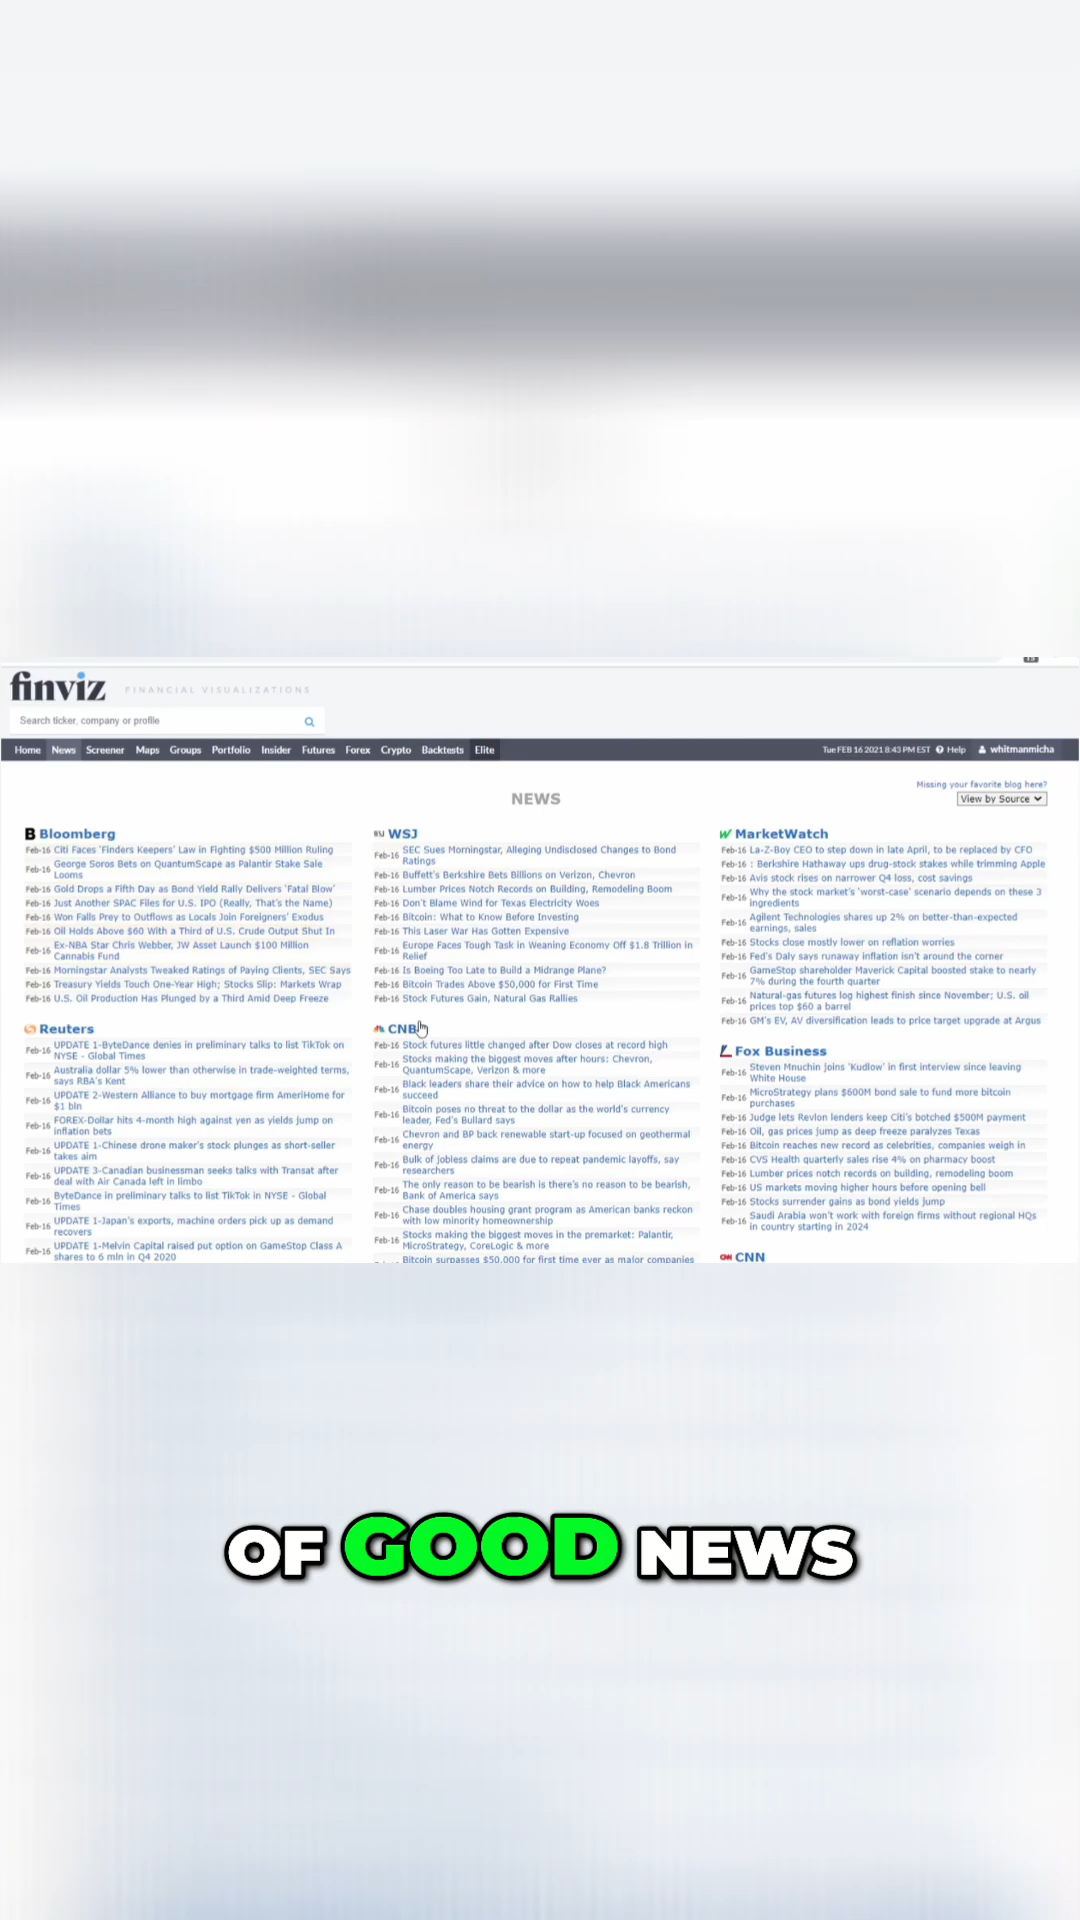 finviz FINANCIAL VISUALIZATIONS
Search ticker, company or profile
Home News Screener Maps Groups Portfolio Insider Futures Forex Crypto Backtests Elite
Tue FEB 16 2021 8:43 PM EST Help whitmanmicha
Missing your favorite blog here?
NEWS
View by Source
B Bloomberg
Feb-16 Citi Faces 'Finders Keepers' Law in Fighting $500 Million Ruling
Feb-16 George Soros Bets on QuantumScape as Palantir Stake Sale
Looms
Feb-16 Gold Drops a Fifth Day as Bond Yield Rally Delivers 'Fatal Blow'
Feb-16 Just Another SPAC Files for U.S. IPO (Really, That's the Name)
Feb-16 Won Falls Prey to Outflows as Locals Join Foreigners' Exodus
Feb-16 Oil Holds Above $60 With a Third of U.S. Crude Output Shut In
Feb-16 Ex-NBA Star Chris Webber, JW Asset Launch $100 Million
Cannabis Fund
Feb-16 Morningstar Analysts Tweaked Ratings of Paying Clients, SEC Says
Feb-16 Treasury Yields Touch One-Year High; Stocks Slip: Markets Wrap
Feb-16 U.S. Oil Production Has Plunged by a Third Amid Deep Freeze
Reuters
Feb-16 UPDATE 1-ByteDance denies in preliminary talks to list TikTok on
NYSE - Global Times
Feb-16 Australia dollar 5% lower than otherwise in trade-weighted terms,
says RBA's Kent
Feb-16 UPDATE 2-Western Alliance to buy mortgage firm AmeriHome for
$1 bln
Feb-16 FOREX-Dollar hits 4-month high against yen as yields jump on
inflation bets
Feb-16 UPDATE 1-Chinese drone maker's stock plunges as short-seller
takes aim
Feb-16 UPDATE 3-Canadian businessman seeks talks with Transat after
deal with Air Canada left in limbo
Feb-16 ByteDance in preliminary talks to list TikTok in NYSE - Global
Times
Feb-16 UPDATE 1-Japan's exports, machine orders pick up as demand
recovers
Feb-16 UPDATE 1-Melvin Capital raised put option on GameStop Class A
shares to 6 mln in Q4 2020
WSJ WSJ
Feb-16 SEC Sues Morningstar, Alleging Undisclosed Changes to Bond
Ratings
Feb-16 Buffett's Berkshire Bets Billions on Verizon, Chevron
Feb-16 Lumber Prices Notch Records on Building, Remodeling Boom
Feb-16 Don't Blame Wind for Texas Electricity Woes
Feb-16 Bitcoin: What to Know Before Investing
Feb-16 This Laser War Has Gotten Expensive
Feb-16 Europe Faces Tough Task in Weaning Economy Off $1.8 Trillion in
Relief
Feb-16 Is Boeing Too Late to Build a Midrange Plane?
Feb-16 Bitcoin Trades Above $50,000 for First Time
Feb-16 Stock Futures Gain, Natural Gas Rallies
CNB
Feb-16 Stock futures little changed after Dow closes at record high
Feb-16 Stocks making the biggest moves after hours: Chevron,
QuantumScape, Verizon & more
Feb-16 Black leaders share their advice on how to help Black Americans
succeed
Feb-16 Bitcoin poses no threat to the dollar as the world's currency
leader, Fed's Bullard says
Feb-16 Chevron and BP back renewable start-up focused on geothermal
energy
Feb-16 Bulk of jobless claims are due to repeat pandemic layoffs, say
researchers
Feb-16 The only reason to be bearish is there's no reason to be bearish,
Bank of America says
Feb-16 Chase doubles housing grant program as American banks reckon
with low minority homeownership
Feb-16 Stocks making the biggest moves in the premarket: Palantir,
MicroStrategy, CoreLogic & more
Bitcoin surpasses $50,000 for first time ever as major companies
MarketWatch
Feb-16 La-Z-Boy CEO to step down in late April, to be replaced by CFO
Feb-16 : Berkshire Hathaway ups drug-stock stakes while trimming Apple
Feb-16 Avis stock rises on narrower Q4 loss, cost savings
Feb-16 Why the stock market's 'worst-case' scenario depends on these 3
ingredients
Feb-16 Agilent Technologies shares up 2% on better-than-expected
earnings, sales
Feb-16 Stocks close mostly lower on reflation worries
Feb-16 Fed's Daly says runaway inflation isn't around the corner
Feb-16 GameStop shareholder Maverick Capital boosted stake to nearly
7% during the fourth quarter
Feb-16 Natural-gas futures log highest finish since November; U.S. oil
prices top $60 a barrel
Feb-16 GM's EV, AV diversification leads to price target upgrade at Argus
Fox Business
Feb-16 Steven Mnuchin joins 'Kudlow' in first interview since leaving
White House
Feb-16 MicroStrategy plans $600M bond sale to fund more bitcoin
purchases
Feb-16 Judge lets Revlon lenders keep Citi's botched $500M payment
Feb-16 Oil, gas prices jump as deep freeze paralyzes Texas
Feb-16 Bitcoin reaches new record as celebrities, companies weigh in
Feb-16 CVS Health quarterly sales rise 4% on pharmacy boost
Feb-16 Lumber prices notch records on building, remodeling boom
Feb-16 US markets moving higher hours before opening bell
Feb-16 Stocks surrender gains as bond yields jump
Feb-16 Saudi Arabia won't work with foreign firms without regional HQs
in country starting in 2024
CNN CNN
OF GOOD NEWS